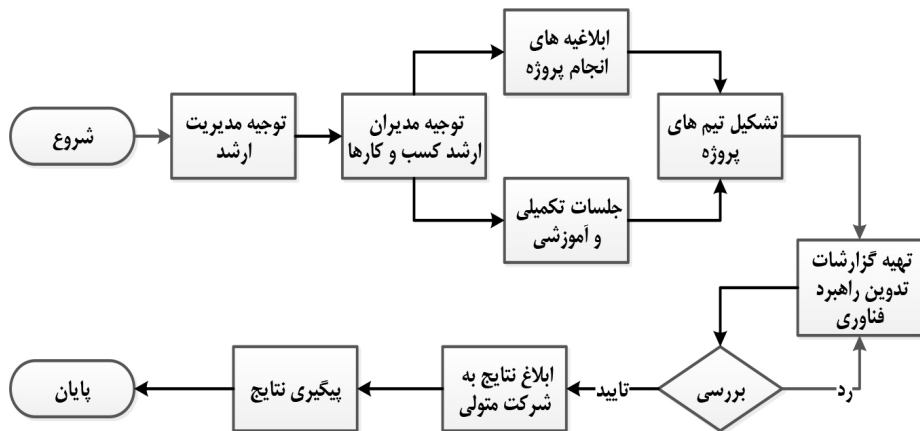 شروع
توجیه مدیریت
ارشد
توجیه مدیران
ارشد کسب و کارها
ابلاغیه های
انجام پروژه
جلسات تکمیلی
و آموزشی
تشکیل تیم های
پروژه
تهیه گزارشات
تدوین راهبرد
فناوری
بررسی
رد
تایید
ابلاغ نتایج به
شرکت متولی
پیگیری نتایج
پایان